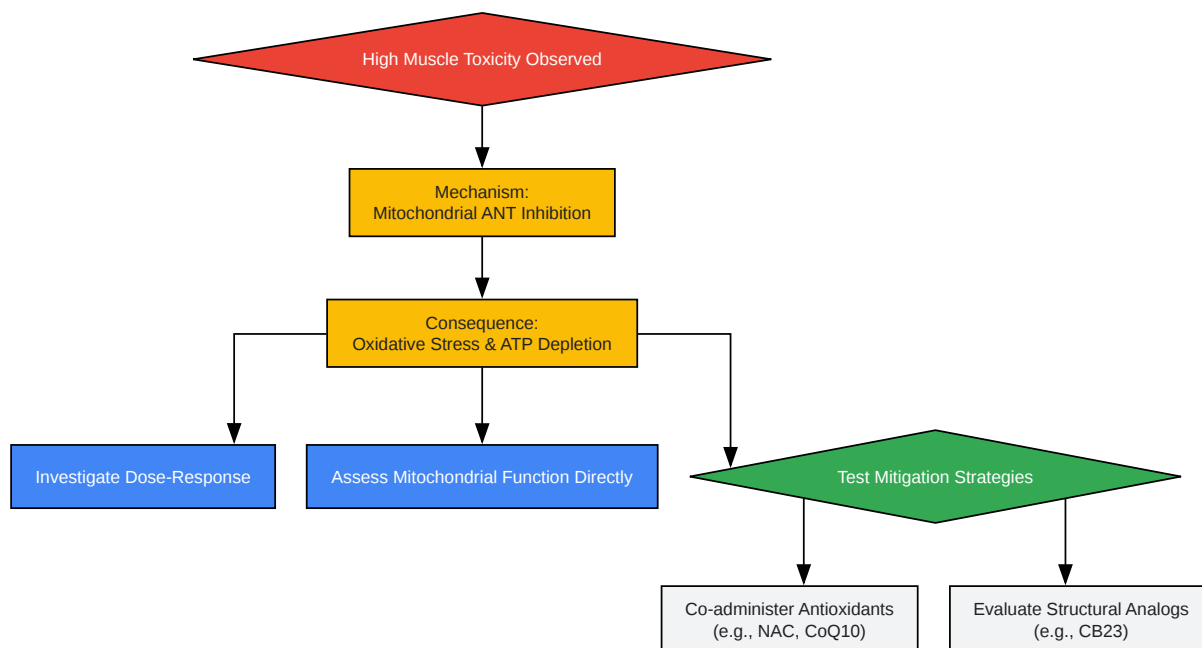 High Muscle Toxicity Observed
Mechanism:
Mitochondrial ANT Inhibition
Consequence:
Oxidative Stress & ATP Depletion
Investigate Dose-Response
Assess Mitochondrial Function Directly
Test Mitigation Strategies
Co-administer Antioxidants
(e.g., NAC, CoQ10)
Evaluate Structural Analogs
(e.g., CB23)